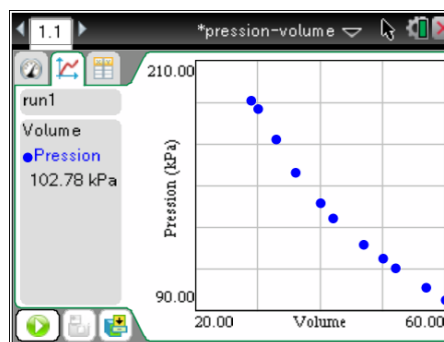 1.1
*pression-volume
run1
Volume
Pression
102.78 kPa
210.00
Pression (kPa)
90.00
20.00
Volume
60.00